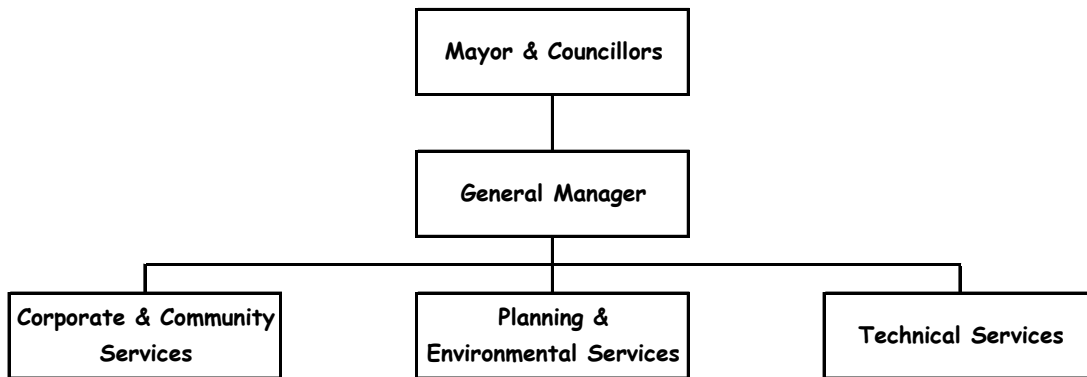 Mayor & Councillors
General Manager
Corporate & Community
Services
Planning &
Environmental Services
Technical Services